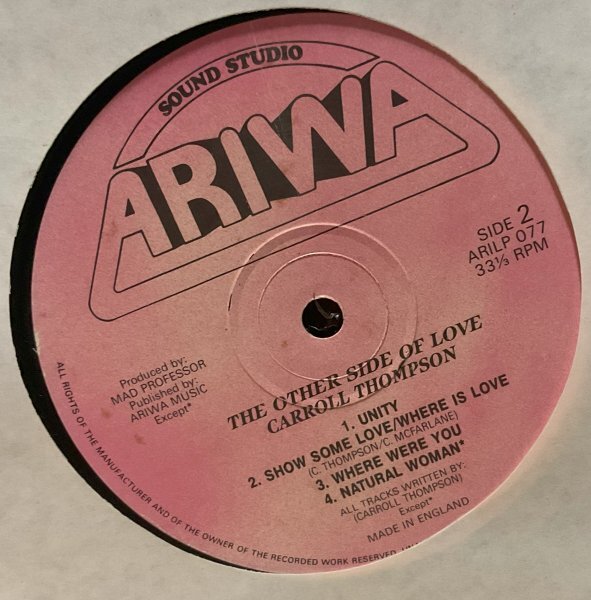 SOUND STUDIO
ARIWA
SIDE 2
ARILP 077
33⅓ RPM
Produced by:
MAD PROFESSOR
Published by:
ARIWA MUSIC
Except*
THE OTHER SIDE OF LOVE
CARROLL THOMPSON
1. UNITY
2. SHOW SOME LOVE/WHERE IS LOVE
(C. THOMPSON/C. MCFARLANE)
3. WHERE WERE YOU
4. NATURAL WOMAN*
ALL TRACKS WRITTEN BY:
(CARROLL THOMPSON)
Except*
MADE IN ENGLAND
ALL RIGHTS OF THE MANUFACTURER AND OF THE OWNER OF THE RECORDED WORK RESERVED